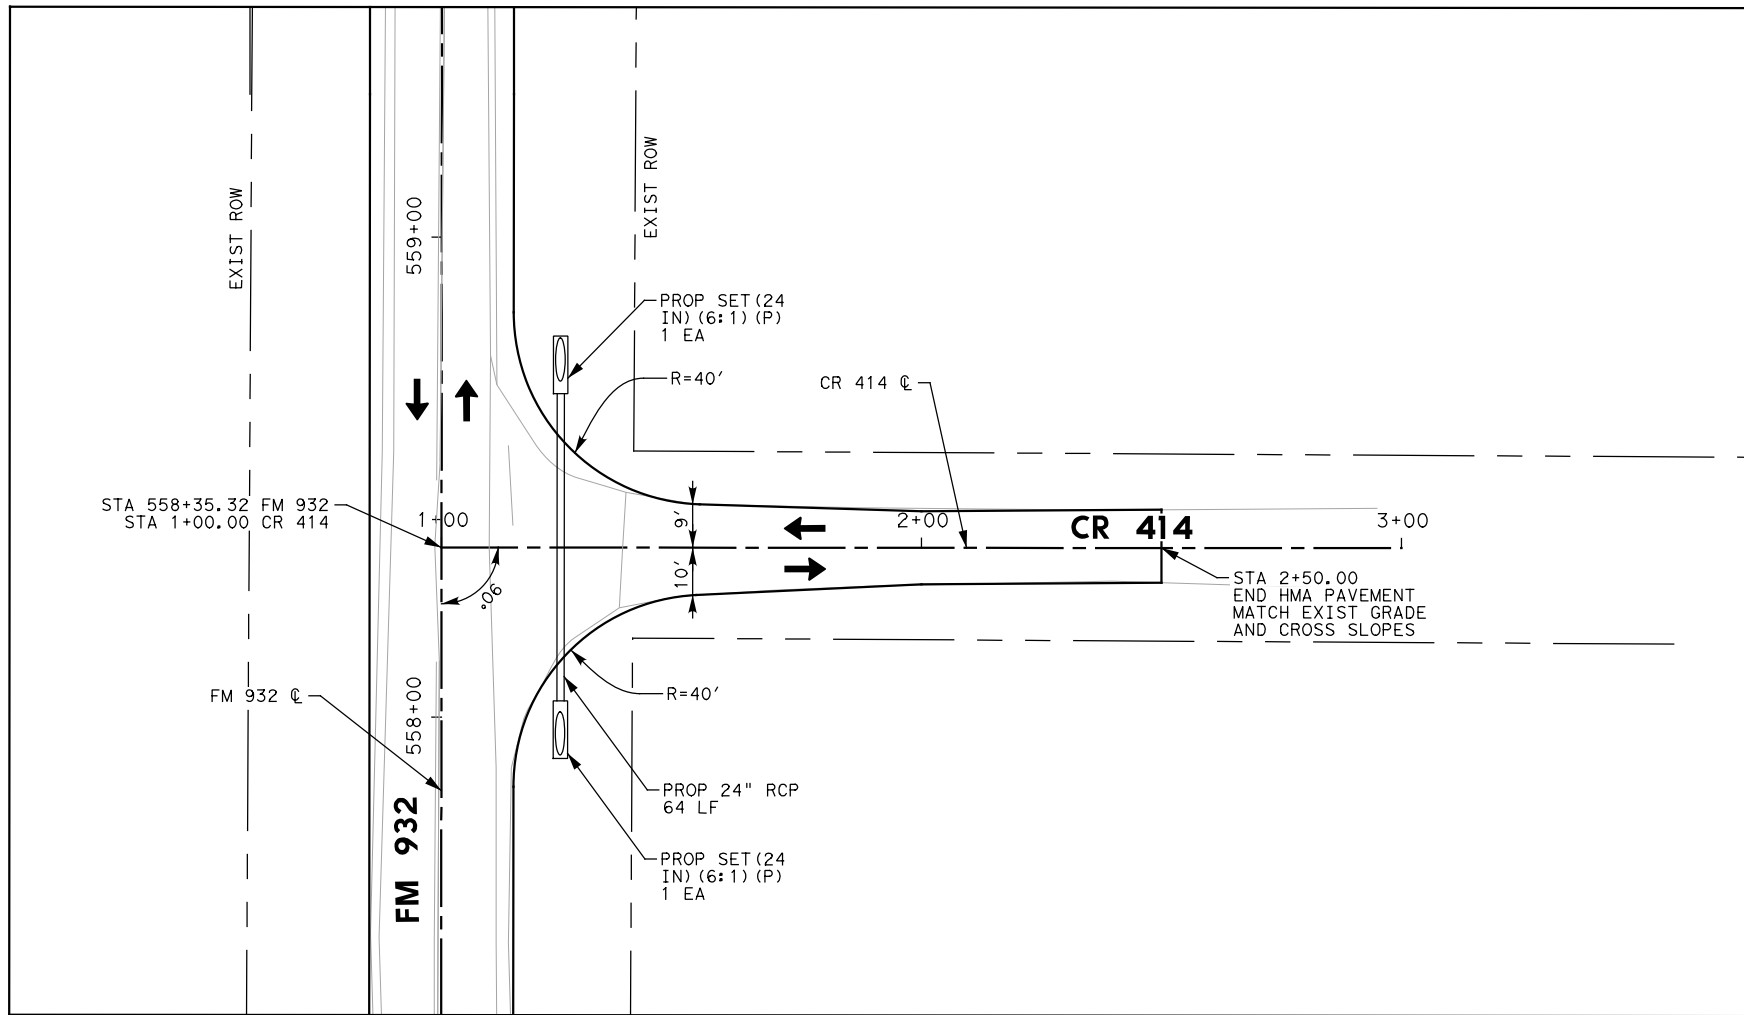 EXIST ROW
EXIST ROW
559+00
PROP SET(24
IN)(6:1)(P)
1 EA
R=40'
CR 414 ℄
STA 558+35.32 FM 932
STA 1+00.00 CR 414
1+00
9'
2+00
CR 414
3+00
10'
90°
STA 2+50.00
END HMA PAVEMENT
MATCH EXIST GRADE
AND CROSS SLOPES
FM 932 ℄
558+00
R=40'
PROP 24" RCP
64 LF
FM 932
PROP SET(24
IN)(6:1)(P)
1 EA